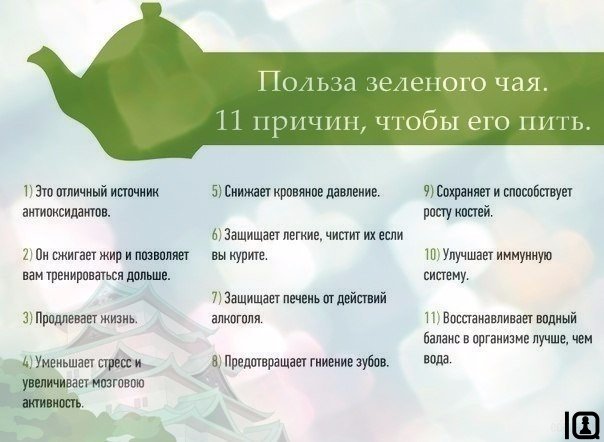 Польза зеленого чая.
11 причин, чтобы его пить.
1) Это отличный источник
антиоксидантов.
2) Он сжигает жир и позволяет
вам тренироваться дольше.
3) Продлевает жизнь.
4) Уменьшает стресс и
увеличивает мозговою
активность.
5) Снижает кровяное давление.
6) Защищает легкие, чистит их если
вы курите.
7) Защищает печень от действий
алкоголя.
8) Предотвращает гниение зубов.
9) Сохраняет и способствует
росту костей.
10) Улучшает иммунную
систему.
11) Восстанавливает водный
баланс в организме лучше, чем
вода.